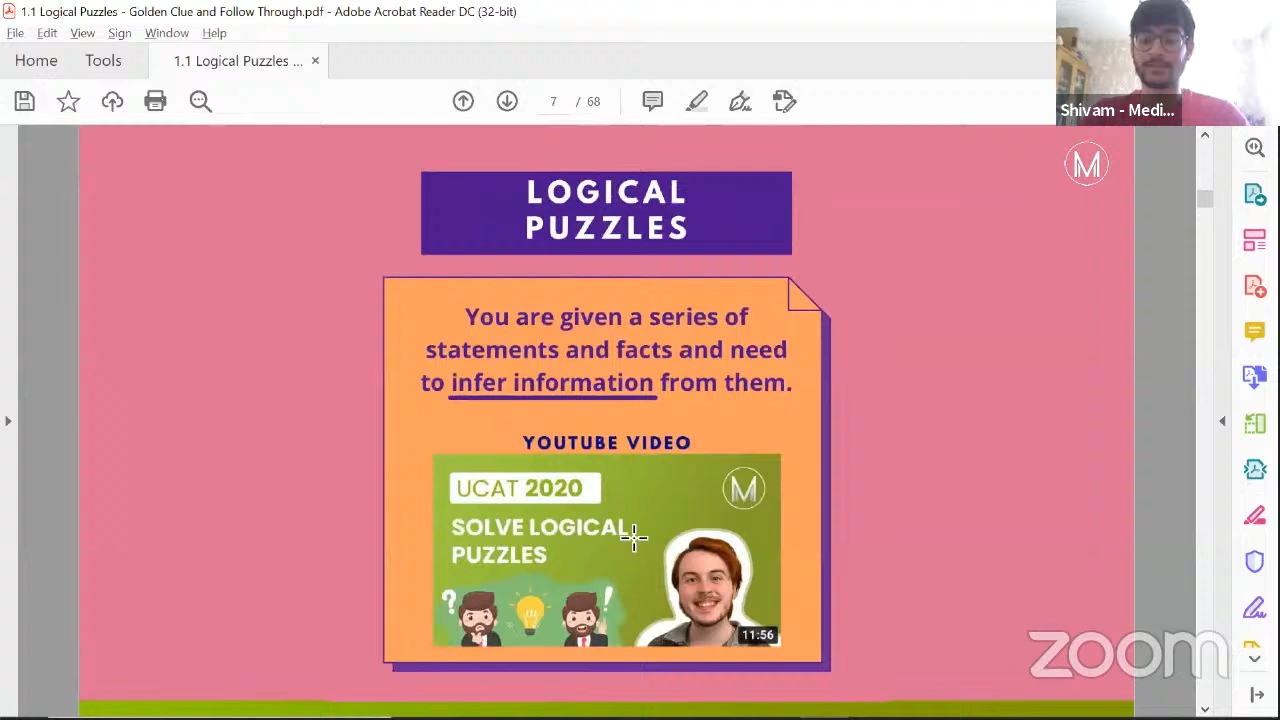 1.1 Logical Puzzles - Golden Clue and Follow Through.pdf - Adobe Acrobat Reader DC (32-bit)
File Edit View Sign Window Help
Home Tools 1.1 Logical Puzzles ... ×
7 / 68
Shivam - Medi...
M
LOGICAL
PUZZLES
You are given a series of
statements and facts and need
to infer information from them.
YOUTUBE VIDEO
UCAT 2020
M
SOLVE LOGICAL
PUZZLES
? !
11:56
zoom